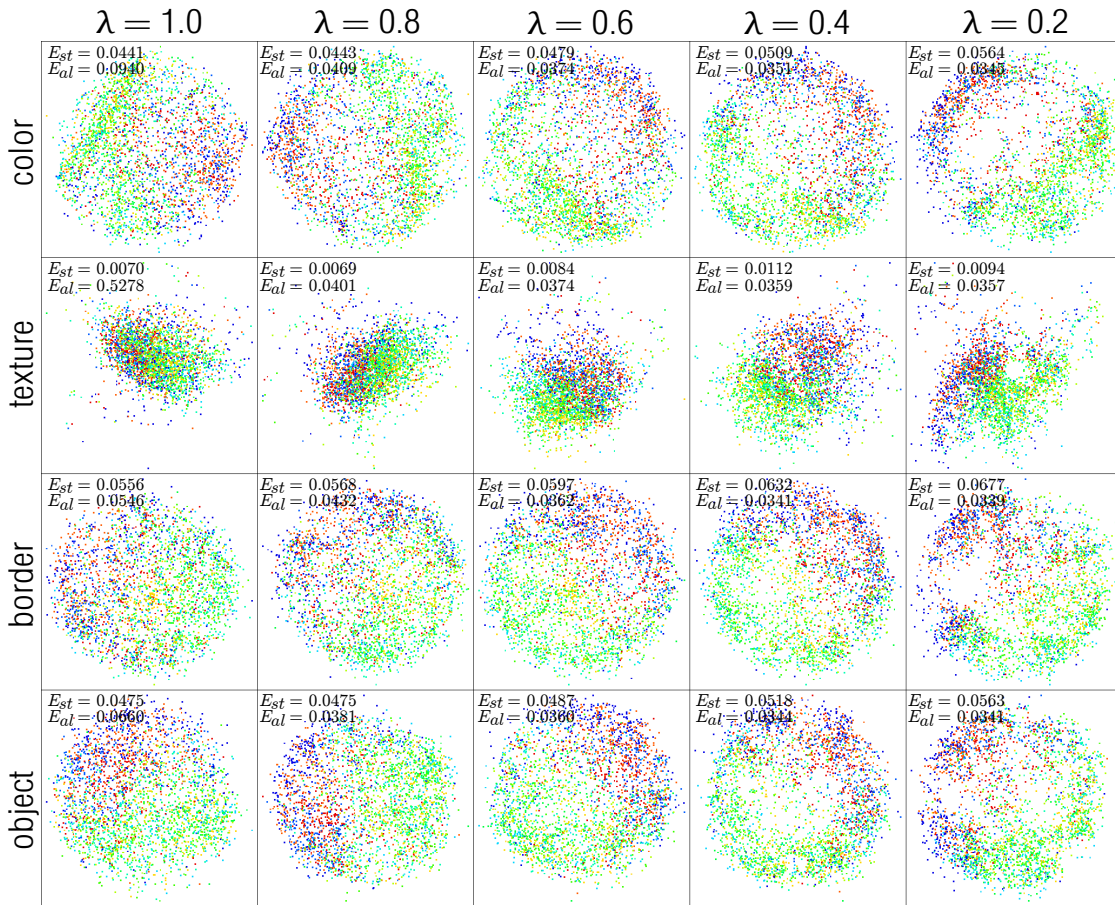 λ = 1.0 λ = 0.8 λ = 0.6 λ = 0.4 λ = 0.2
color
E_st = 0.0441
E_al = 0.0940
E_st = 0.0443
E_al = 0.0409
E_st = 0.0479
E_al = 0.0374
E_st = 0.0509
E_al = 0.0351
E_st = 0.0564
E_al = 0.0345
texture
E_st = 0.0070
E_al = 0.5278
E_st = 0.0069
E_al = 0.0401
E_st = 0.0084
E_al = 0.0374
E_st = 0.0112
E_al = 0.0359
E_st = 0.0094
E_al = 0.0357
border
E_st = 0.0556
E_al = 0.0546
E_st = 0.0568
E_al = 0.0432
E_st = 0.0597
E_al = 0.0362
E_st = 0.0632
E_al = 0.0341
E_st = 0.0677
E_al = 0.0339
object
E_st = 0.0475
E_al = 0.0660
E_st = 0.0475
E_al = 0.0381
E_st = 0.0487
E_al = 0.0360
E_st = 0.0518
E_al = 0.0344
E_st = 0.0563
E_al = 0.0341